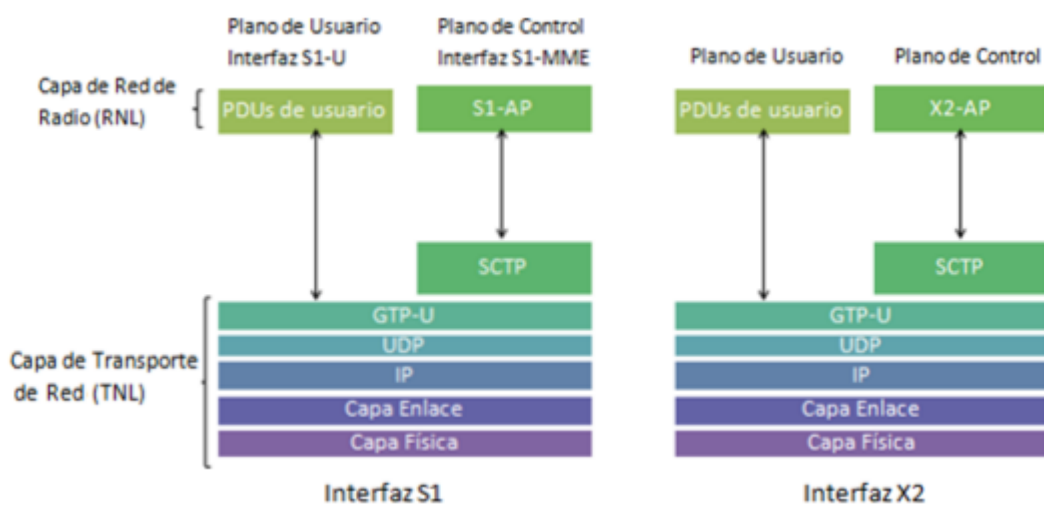 Plano de Usuario
Interfaz S1-U
Plano de Control
Interfaz S1-MME
Plano de Usuario
Plano de Control
Capa de Red de
Radio (RNL)
PDUs de usuario
S1-AP
PDUs de usuario
X2-AP
SCTP
SCTP
Capa de Transporte
de Red (TNL)
GTP-U
UDP
IP
Capa Enlace
Capa Física
GTP-U
UDP
IP
Capa Enlace
Capa Física
Interfaz S1
Interfaz X2